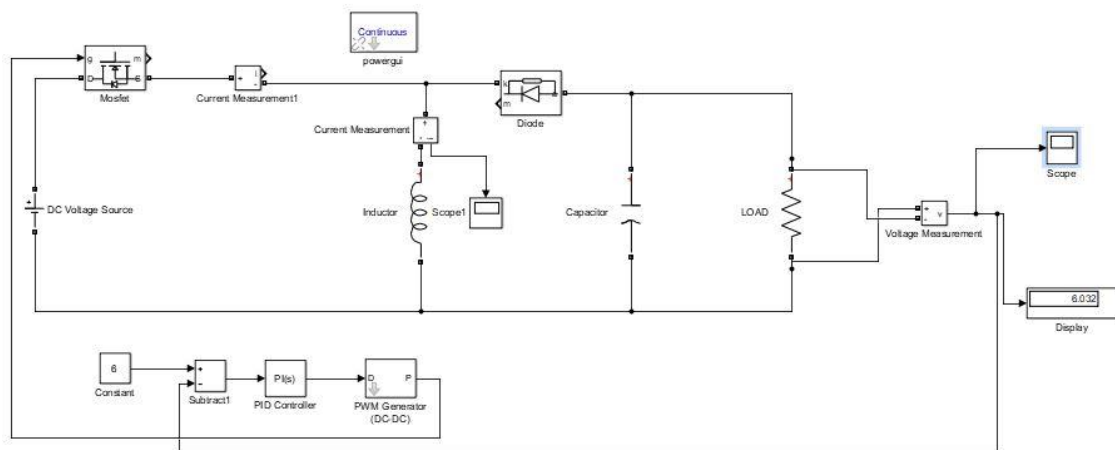 Continuous
powergui
g
m
D
S
Mosfet
+
i
-
Current Measurement1
k
m
a
Diode
+
i
-
Current Measurement
+
DC Voltage Source
+
Inductor
Scope1
+
Capacitor
+
LOAD
+
-
v
Voltage Measurement
Scope
6.032
Display
6
Constant
+
-
Subtract1
PI(s)
PID Controller
D
P
PWM Generator
(DC-DC)